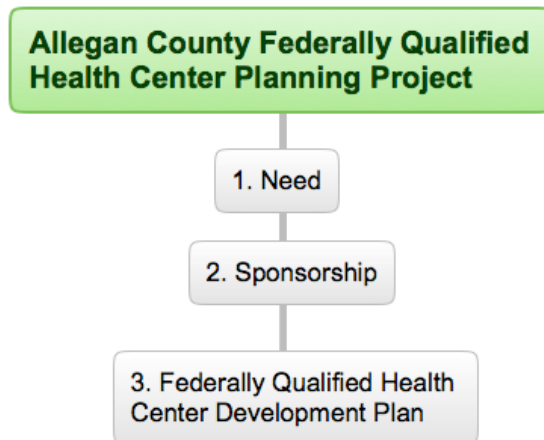 Allegan County Federally Qualified
Health Center Planning Project
1. Need
2. Sponsorship
3. Federally Qualified Health
Center Development Plan